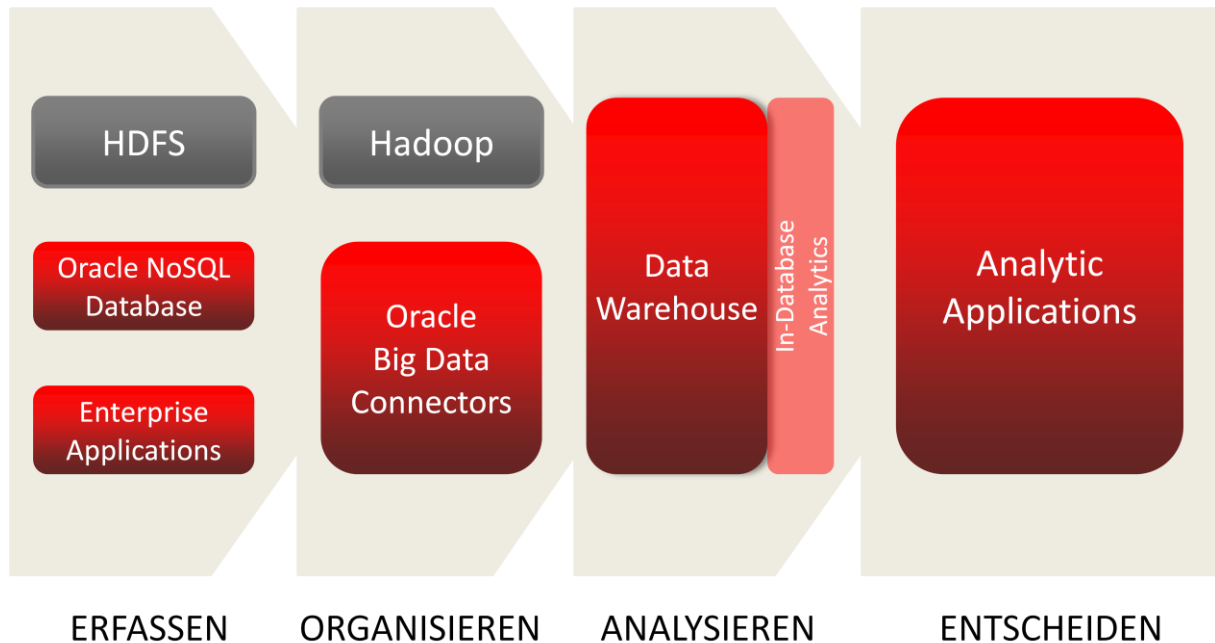 HDFS
Oracle NoSQL
Database
Enterprise
Applications
Hadoop
Oracle
Big Data
Connectors
Data
Warehouse
In-Database
Analytics
Analytic
Applications
ERFASSEN
ORGANISIEREN
ANALYSIEREN
ENTSCHEIDEN